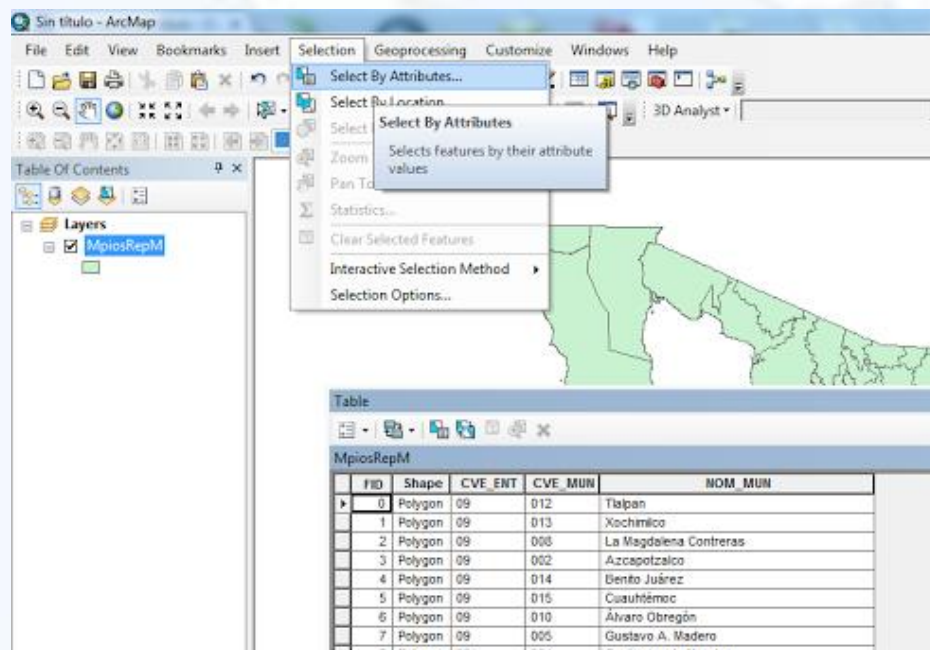 Sin título - ArcMap
File Edit View Bookmarks Insert Selection Geoprocessing Customize Windows Help
Select By Attributes...
Select By Location...
3D Analyst
Select By Attributes
Selects features by their attribute values
Select
Zoom
Pan To
Statistics...
Clear Selected Features
Interactive Selection Method
Selection Options...
Table Of Contents
Layers
MpiosRepM
Table
MpiosRepM
FID Shape CVE_ENT CVE_MUN NOM_MUN
0 Polygon 09 012 Tlalpan
1 Polygon 09 013 Xochimilco
2 Polygon 09 008 La Magdalena Contreras
3 Polygon 09 002 Azcapotzalco
4 Polygon 09 014 Benito Juárez
5 Polygon 09 015 Cuauhtémoc
6 Polygon 09 010 Álvaro Obregón
7 Polygon 09 005 Gustavo A. Madero